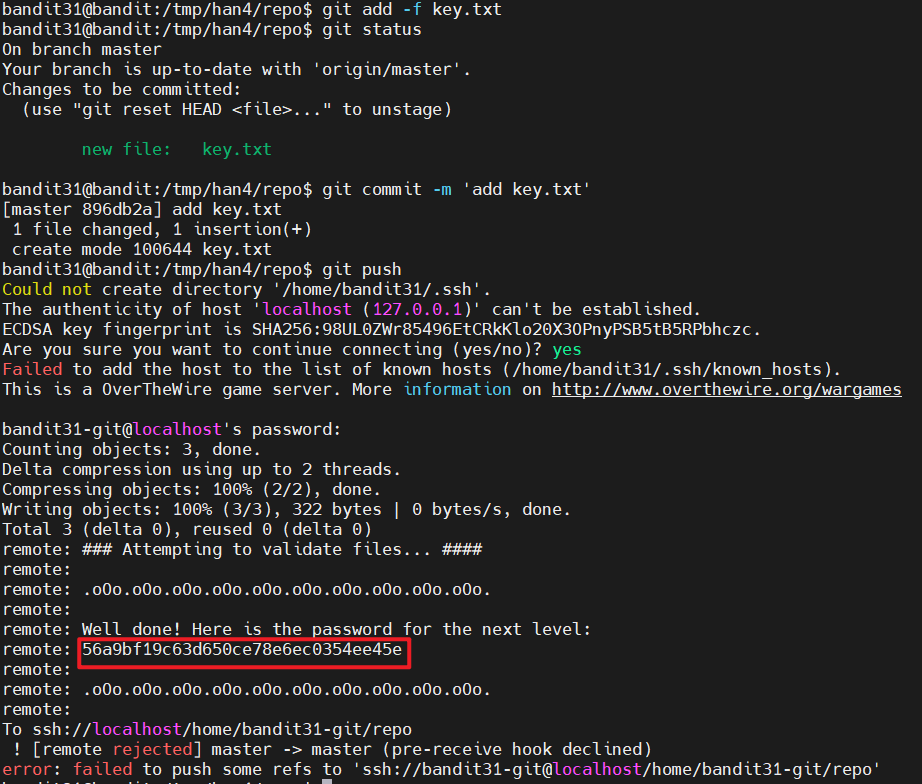 bandit31@bandit:/tmp/han4/repo$ git add -f key.txt
bandit31@bandit:/tmp/han4/repo$ git status
On branch master
Your branch is up-to-date with 'origin/master'.
Changes to be committed:
  (use "git reset HEAD <file>..." to unstage)

        new file:   key.txt

bandit31@bandit:/tmp/han4/repo$ git commit -m 'add key.txt'
[master 896db2a] add key.txt
 1 file changed, 1 insertion(+)
 create mode 100644 key.txt
bandit31@bandit:/tmp/han4/repo$ git push
Could not create directory '/home/bandit31/.ssh'.
The authenticity of host 'localhost (127.0.0.1)' can't be established.
ECDSA key fingerprint is SHA256:98UL0ZWr85496EtCRkKlo20X3OPnyPSB5tB5RPbhczc.
Are you sure you want to continue connecting (yes/no)? yes
Failed to add the host to the list of known hosts (/home/bandit31/.ssh/known_hosts).
This is a OverTheWire game server. More information on http://www.overthewire.org/wargames

bandit31-git@localhost's password:
Counting objects: 3, done.
Delta compression using up to 2 threads.
Compressing objects: 100% (2/2), done.
Writing objects: 100% (3/3), 322 bytes | 0 bytes/s, done.
Total 3 (delta 0), reused 0 (delta 0)
remote: ### Attempting to validate files... ####
remote:
remote: .oOo.oOo.oOo.oOo.oOo.oOo.oOo.oOo.oOo.oOo.
remote:
remote: Well done! Here is the password for the next level:
remote: 56a9bf19c63d650ce78e6ec0354ee45e
remote:
remote: .oOo.oOo.oOo.oOo.oOo.oOo.oOo.oOo.oOo.oOo.
remote:
To ssh://localhost/home/bandit31-git/repo
 ! [remote rejected] master -> master (pre-receive hook declined)
error: failed to push some refs to 'ssh://bandit31-git@localhost/home/bandit31-git/repo'